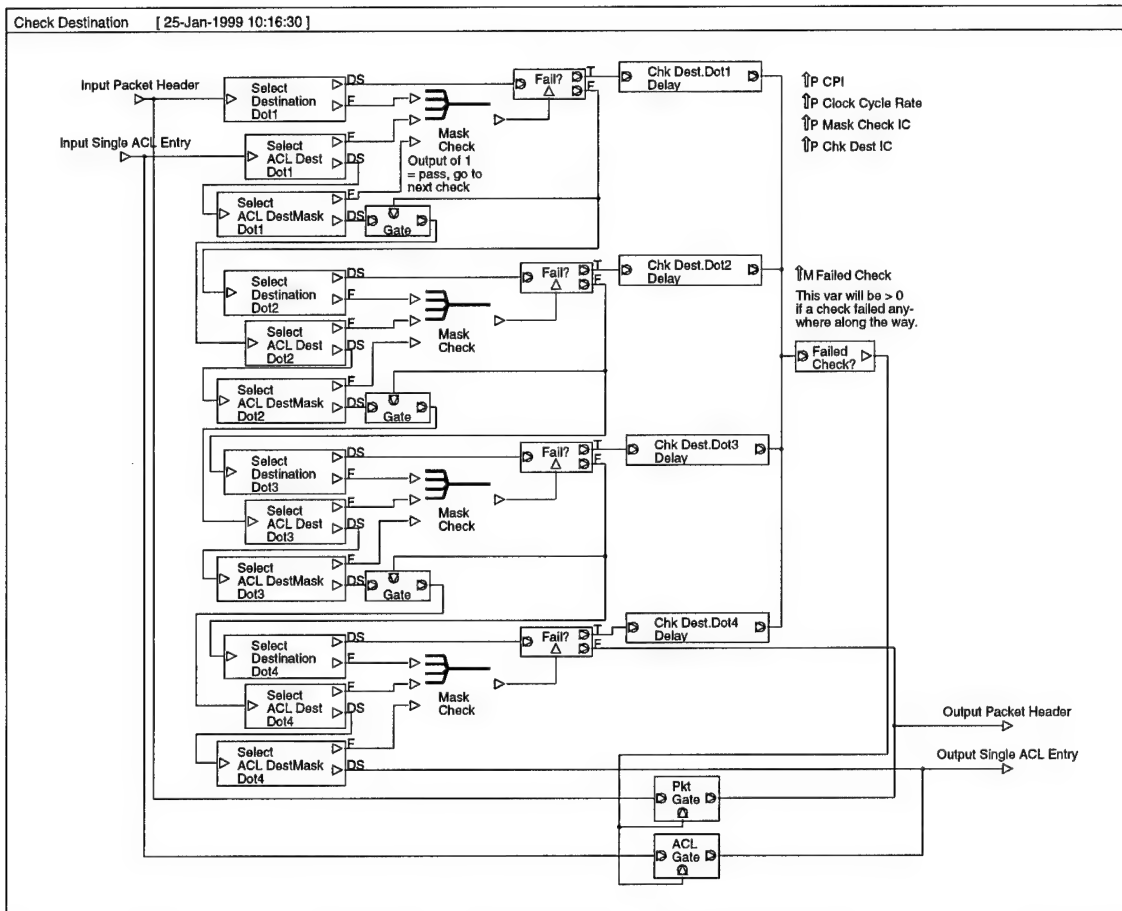 Check Destination [ 25-Jan-1999 10:16:30 ]
Input Packet Header
Input Single ACL Entry
Select
Destination
Dot1
DS
F
Select
ACL Dest
Dot1
F
DS
Select
ACL DestMask
Dot1
F
DS
Mask
Check
Output of 1
= pass, go to
next check
Gate
Fail?
T
F
Chk Dest.Dot1
Delay
⇑P CPI
⇑P Clock Cycle Rate
⇑P Mask Check IC
⇑P Chk Dest IC
Select
Destination
Dot2
DS
F
Select
ACL Dest
Dot2
F
DS
Select
ACL DestMask
Dot2
F
DS
Mask
Check
Gate
Fail?
T
F
Chk Dest.Dot2
Delay
⇑M Failed Check
This var will be > 0
if a check failed any-
where along the way.
Failed
Check?
Select
Destination
Dot3
DS
F
Select
ACL Dest
Dot3
F
DS
Select
ACL DestMask
Dot3
F
DS
Mask
Check
Gate
Fail?
T
F
Chk Dest.Dot3
Delay
Select
Destination
Dot4
DS
F
Select
ACL Dest
Dot4
F
DS
Select
ACL DestMask
Dot4
F
DS
Mask
Check
Fail?
T
F
Chk Dest.Dot4
Delay
Output Packet Header
Output Single ACL Entry
Pkt
Gate
ACL
Gate